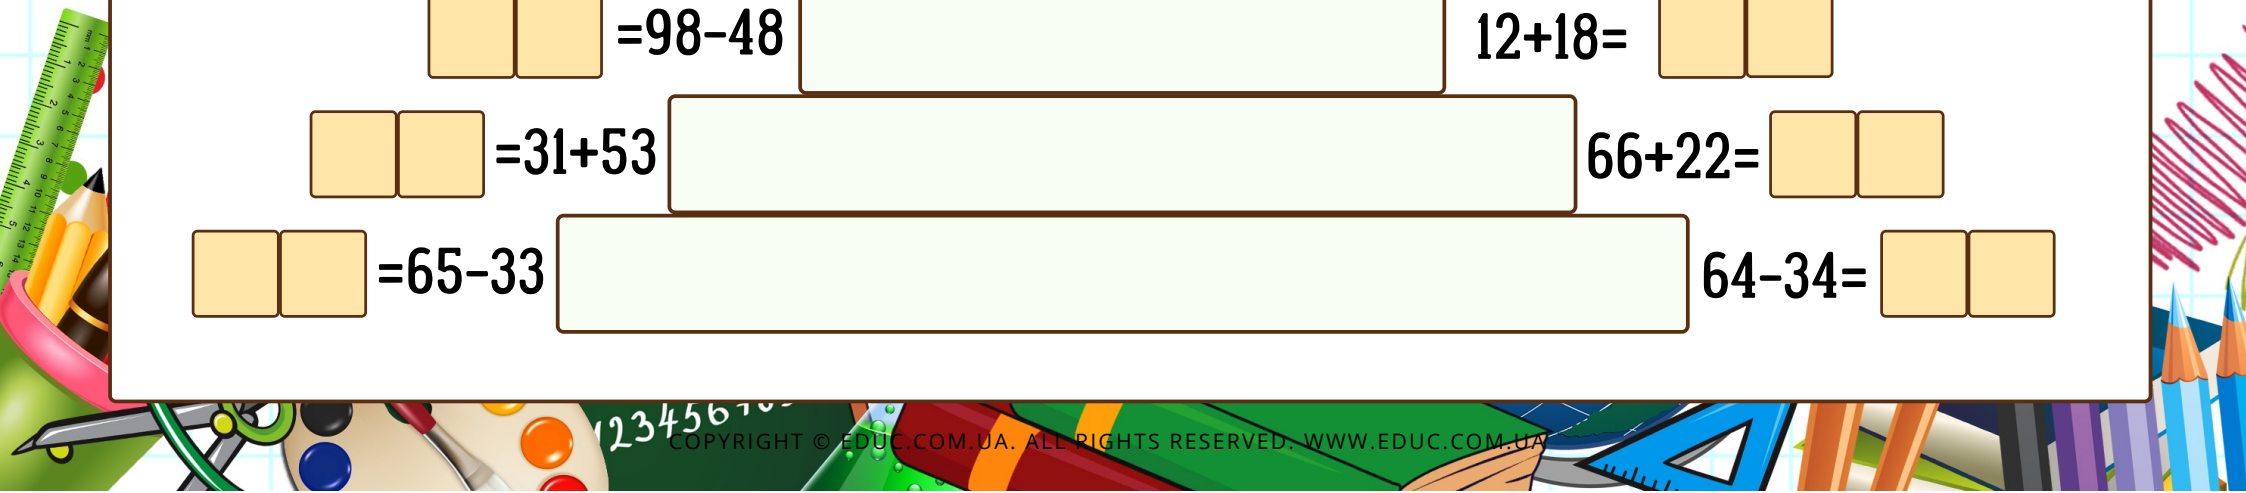 =98-48 12+18=
=31+53 66+22=
=65-33 64-34=
COPYRIGHT © EDUC.COM.UA. ALL RIGHTS RESERVED. WWW.EDUC.COM.UA